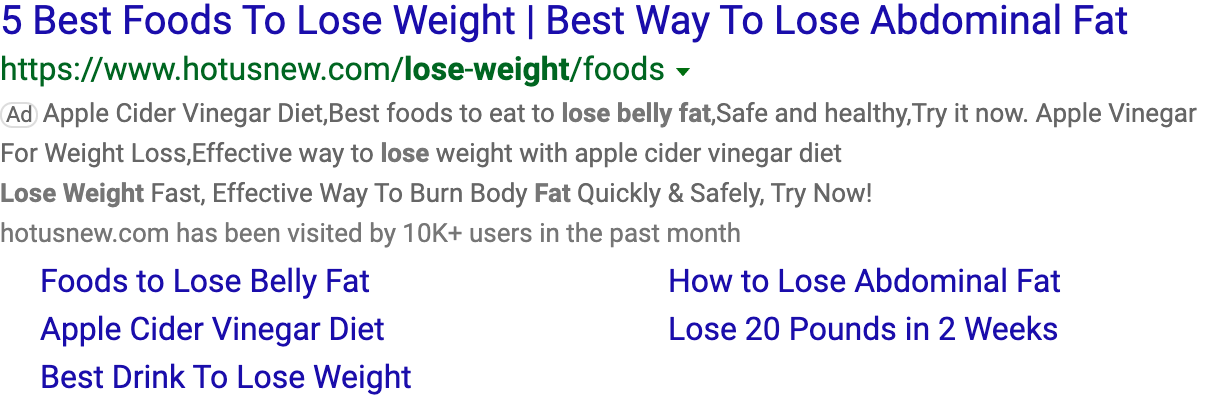 5 Best Foods To Lose Weight | Best Way To Lose Abdominal Fat
https://www.hotusnew.com/lose-weight/foods
Ad Apple Cider Vinegar Diet,Best foods to eat to lose belly fat,Safe and healthy,Try it now. Apple Vinegar
For Weight Loss,Effective way to lose weight with apple cider vinegar diet
Lose Weight Fast, Effective Way To Burn Body Fat Quickly & Safely, Try Now!
hotusnew.com has been visited by 10K+ users in the past month
Foods to Lose Belly Fat
How to Lose Abdominal Fat
Apple Cider Vinegar Diet
Lose 20 Pounds in 2 Weeks
Best Drink To Lose Weight